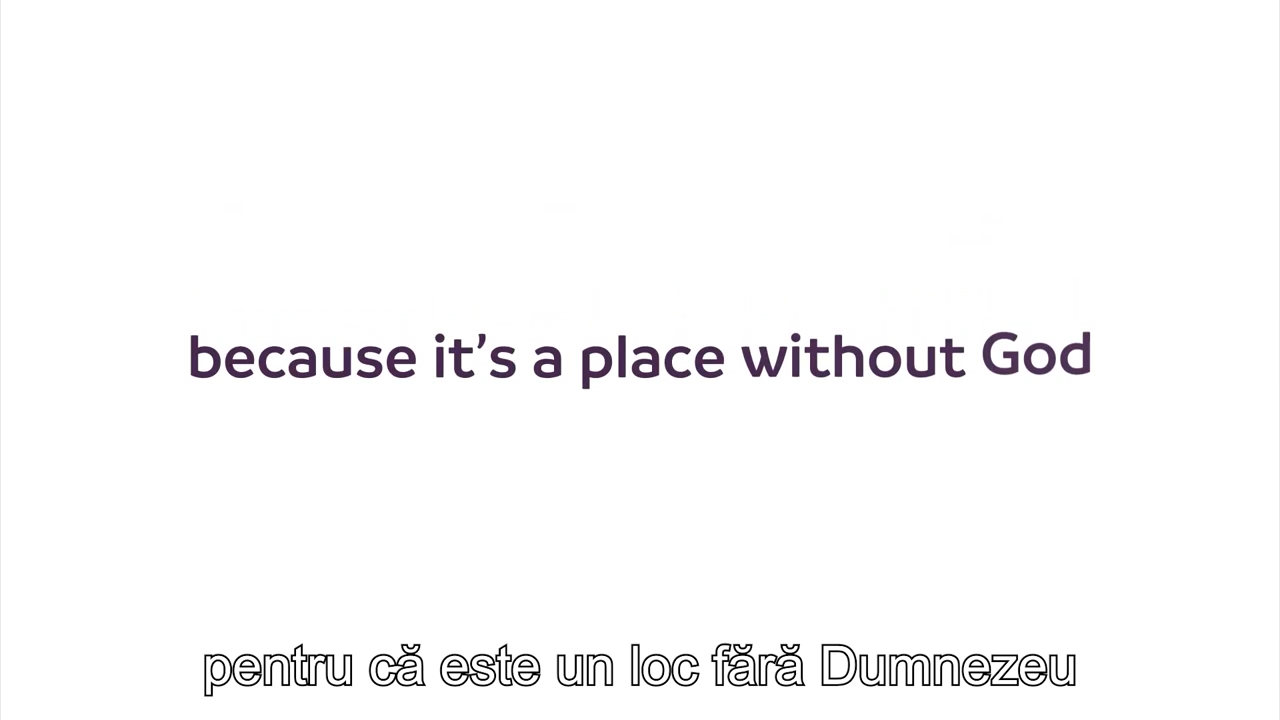 because it’s a place without God
pentru că este un loc fără Dumnezeu